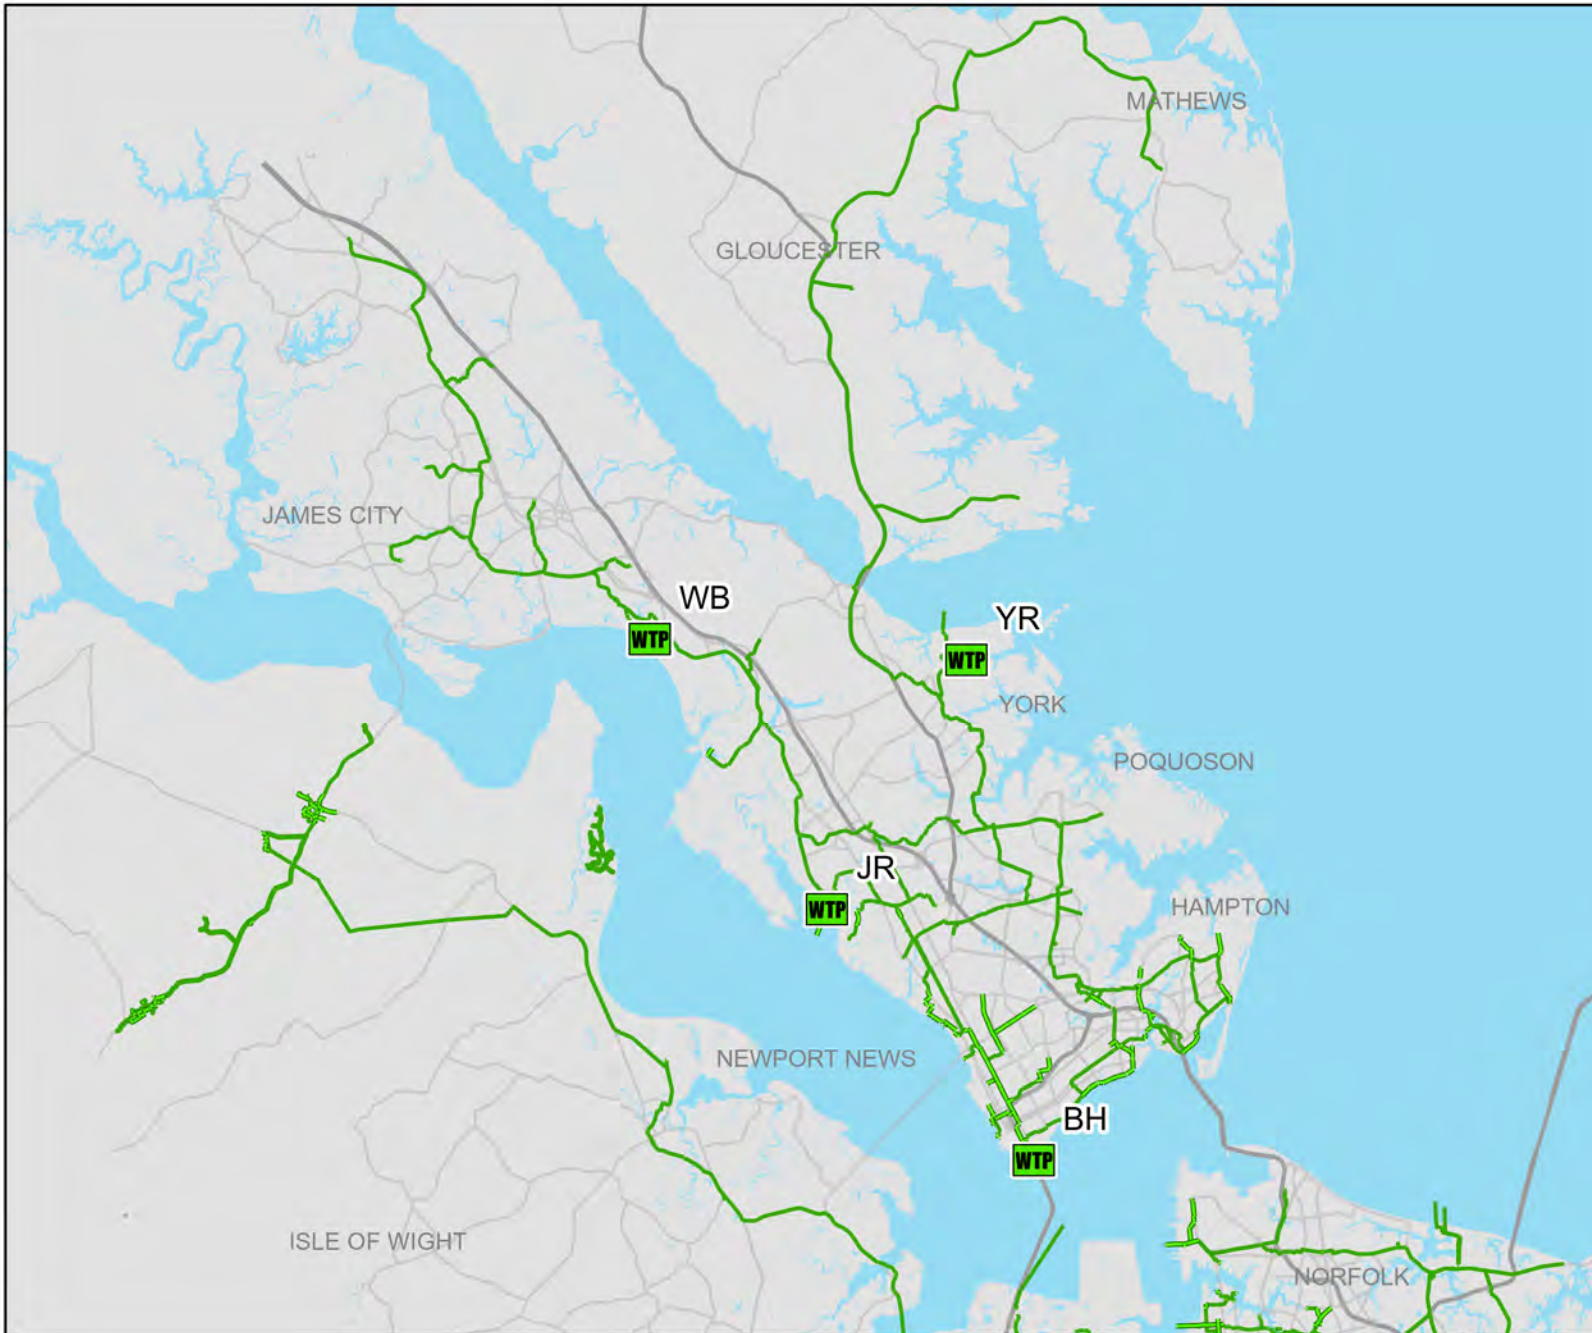 MATHEWS
GLOUCESTER
JAMES CITY
WB
WTP
YR
WTP
YORK
POQUOSON
JR
WTP
HAMPTON
NEWPORT NEWS
BH
WTP
ISLE OF WIGHT
NORFOLK